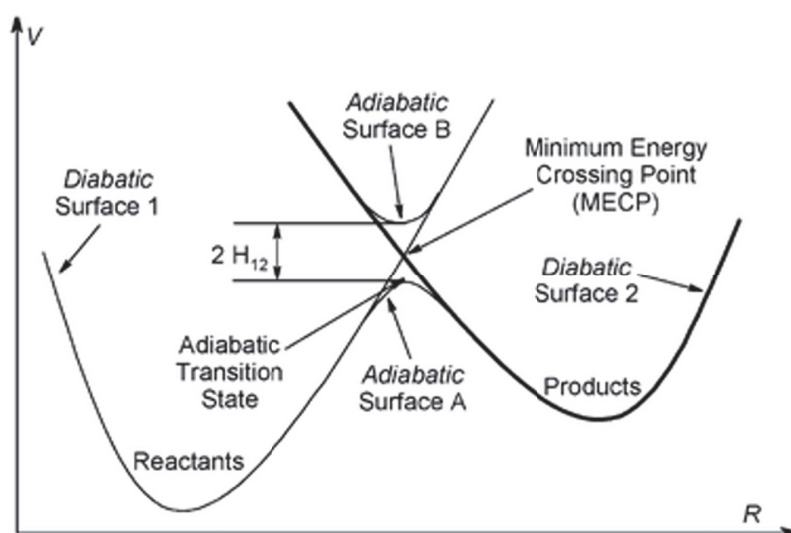 V
Adiabatic
Surface B
Minimum Energy
Crossing Point
(MECP)
Diabatic
Surface 1
2 H12
Diabatic
Surface 2
Adiabatic
Transition
State
Adiabatic
Surface A
Products
Reactants
R